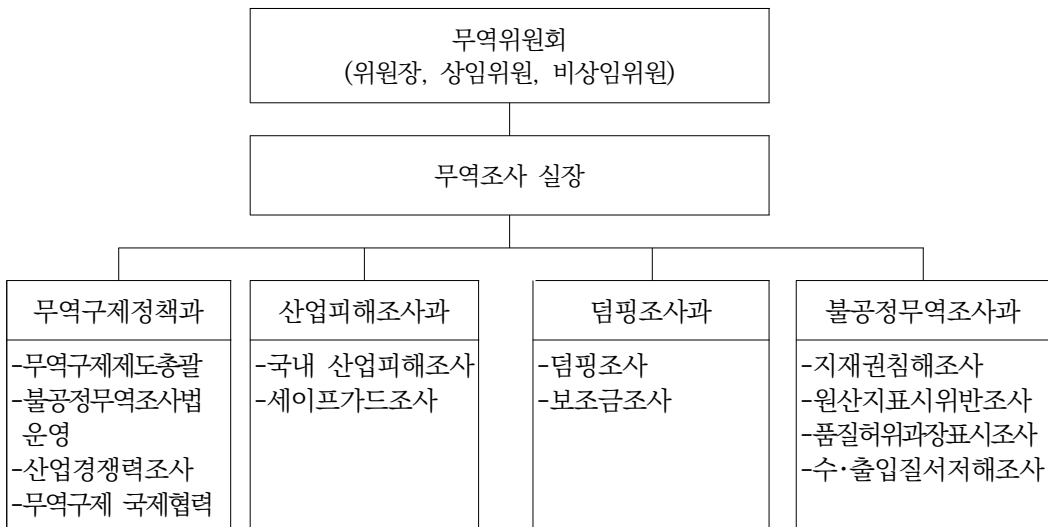 무역위원회
(위원장, 상임위원, 비상임위원)
무역조사 실장
무역구제정책과
-무역구제제도총괄
-불공정무역조사법
운영
-산업경쟁력조사
-무역구제 국제협력
산업피해조사과
-국내 산업피해조사
-세이프가드조사
덤핑조사과
-덤핑조사
-보조금조사
불공정무역조사과
-지재권침해조사
-원산지표시위반조사
-품질허위과장표시조사
-수·출입질서저해조사